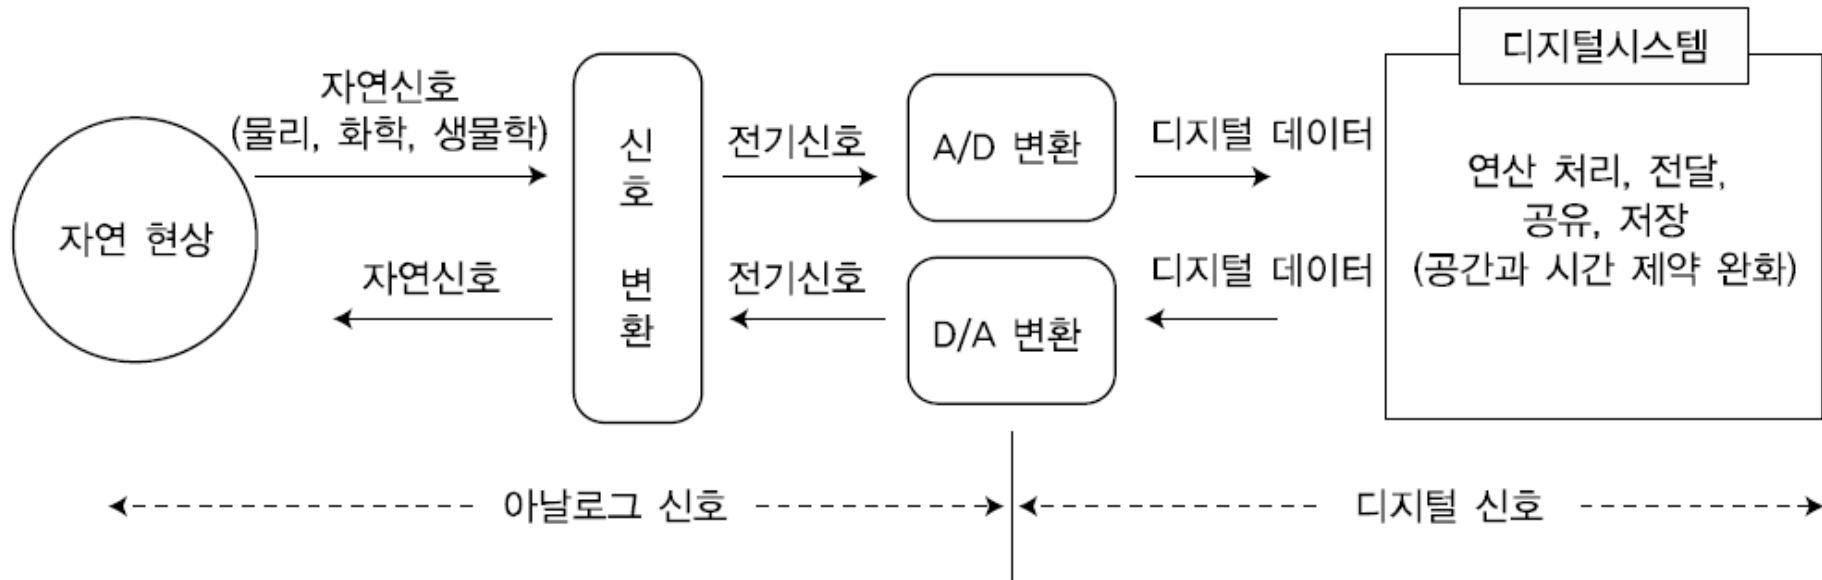 디지털시스템
자연신호
(물리, 화학, 생물학)
신호 변환
전기신호
A/D 변환
디지털 데이터
연산 처리, 전달,
공유, 저장
(공간과 시간 제약 완화)
자연 현상
자연신호
전기신호
D/A 변환
디지털 데이터
아날로그 신호
디지털 신호